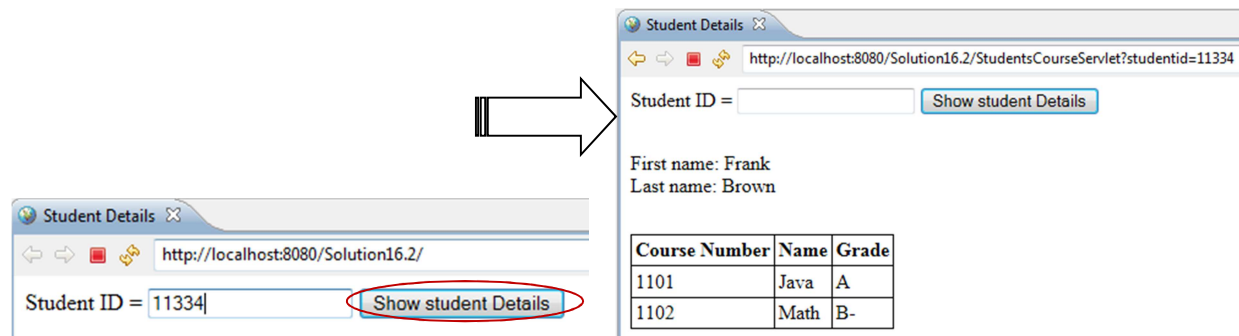 Student Details
http://localhost:8080/Solution16.2/
Student ID = 11334 Show student Details
Student Details
http://localhost:8080/Solution16.2/StudentsCourseServlet?studentid=11334
Student ID = Show student Details
First name: Frank
Last name: Brown
Course Number Name Grade
1101 Java A
1102 Math B-